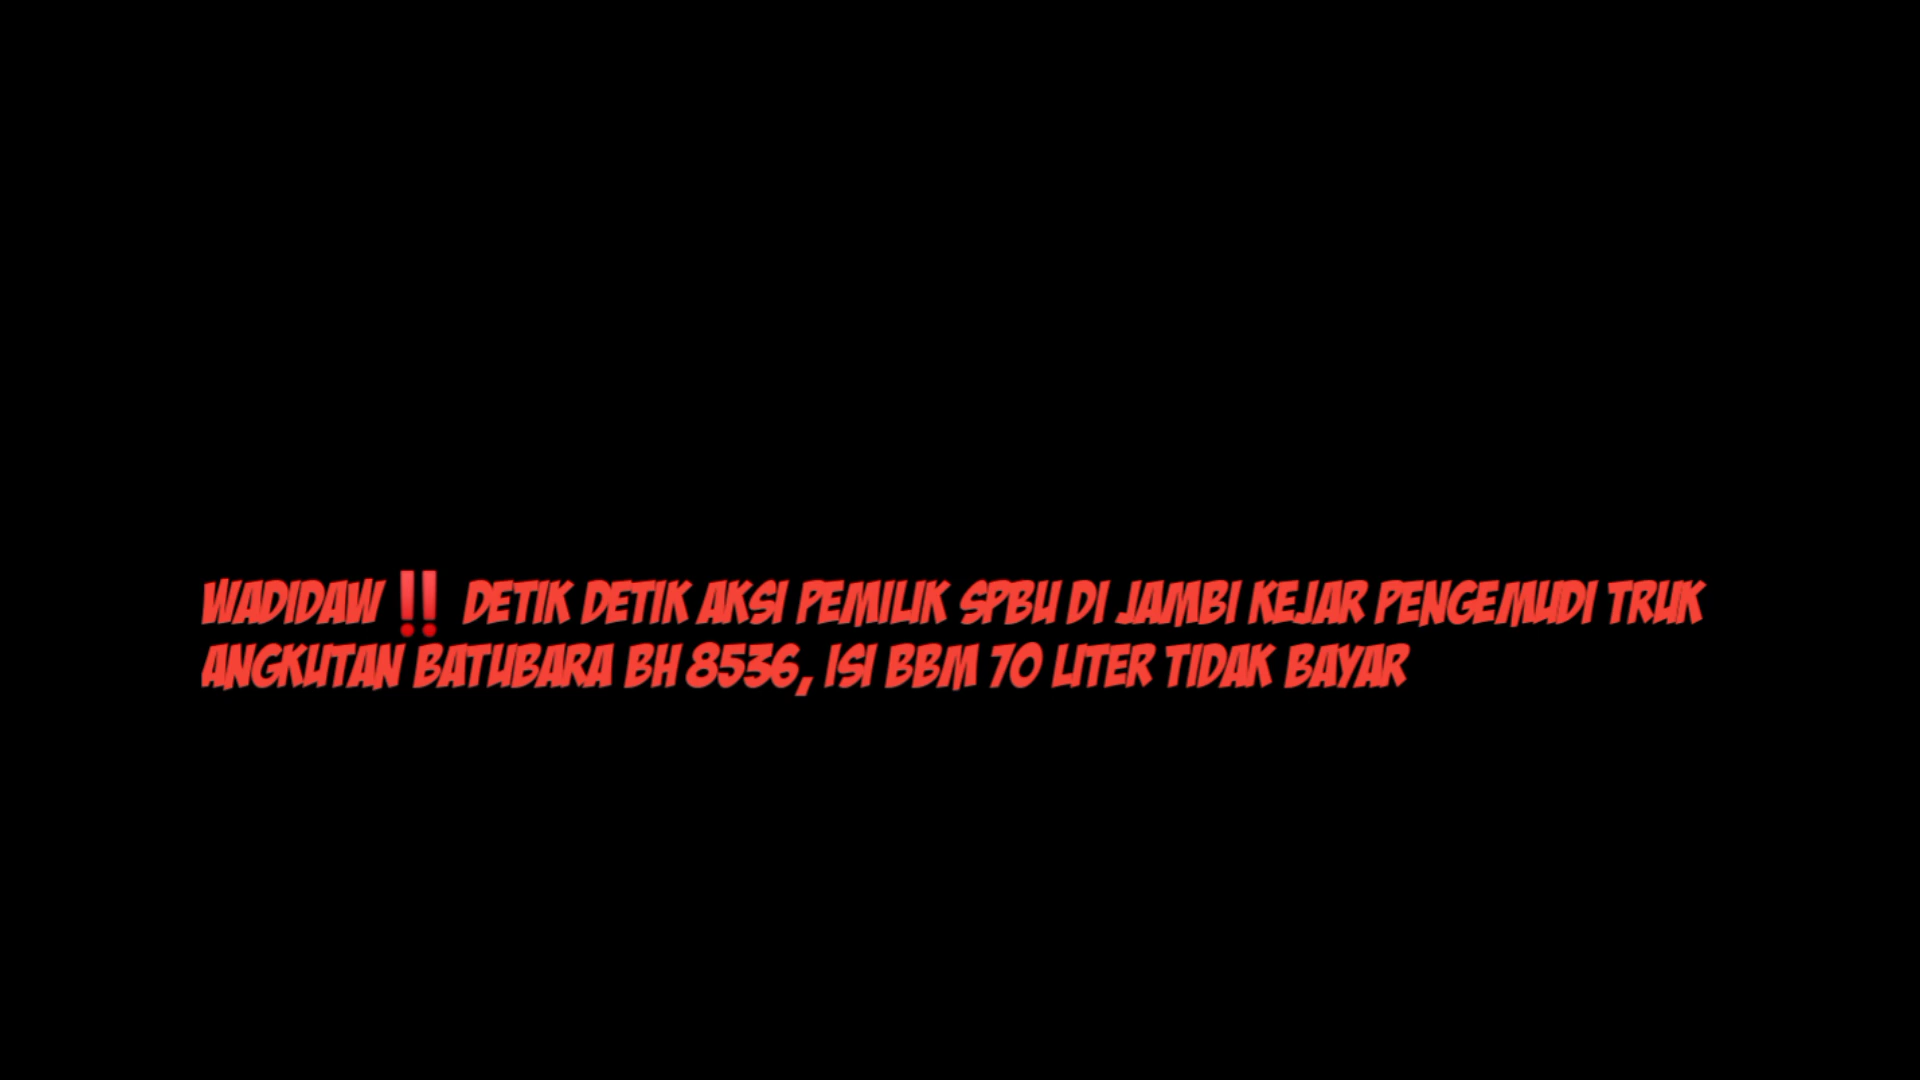 WADIDAW‼️ DETIK DETIK AKSI PEMILIK SPBU DI JAMBI KEJAR PENGEMUDI TRUK
ANGKUTAN BATUBARA BH 8536, ISI BBM 70 LITER TIDAK BAYAR